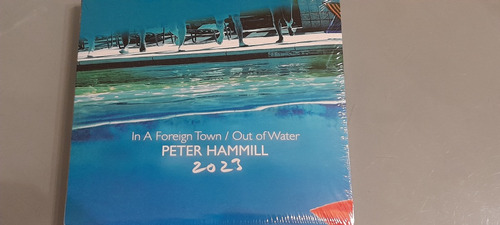 In A Foreign Town / Out of Water
PETER HAMMILL
2023